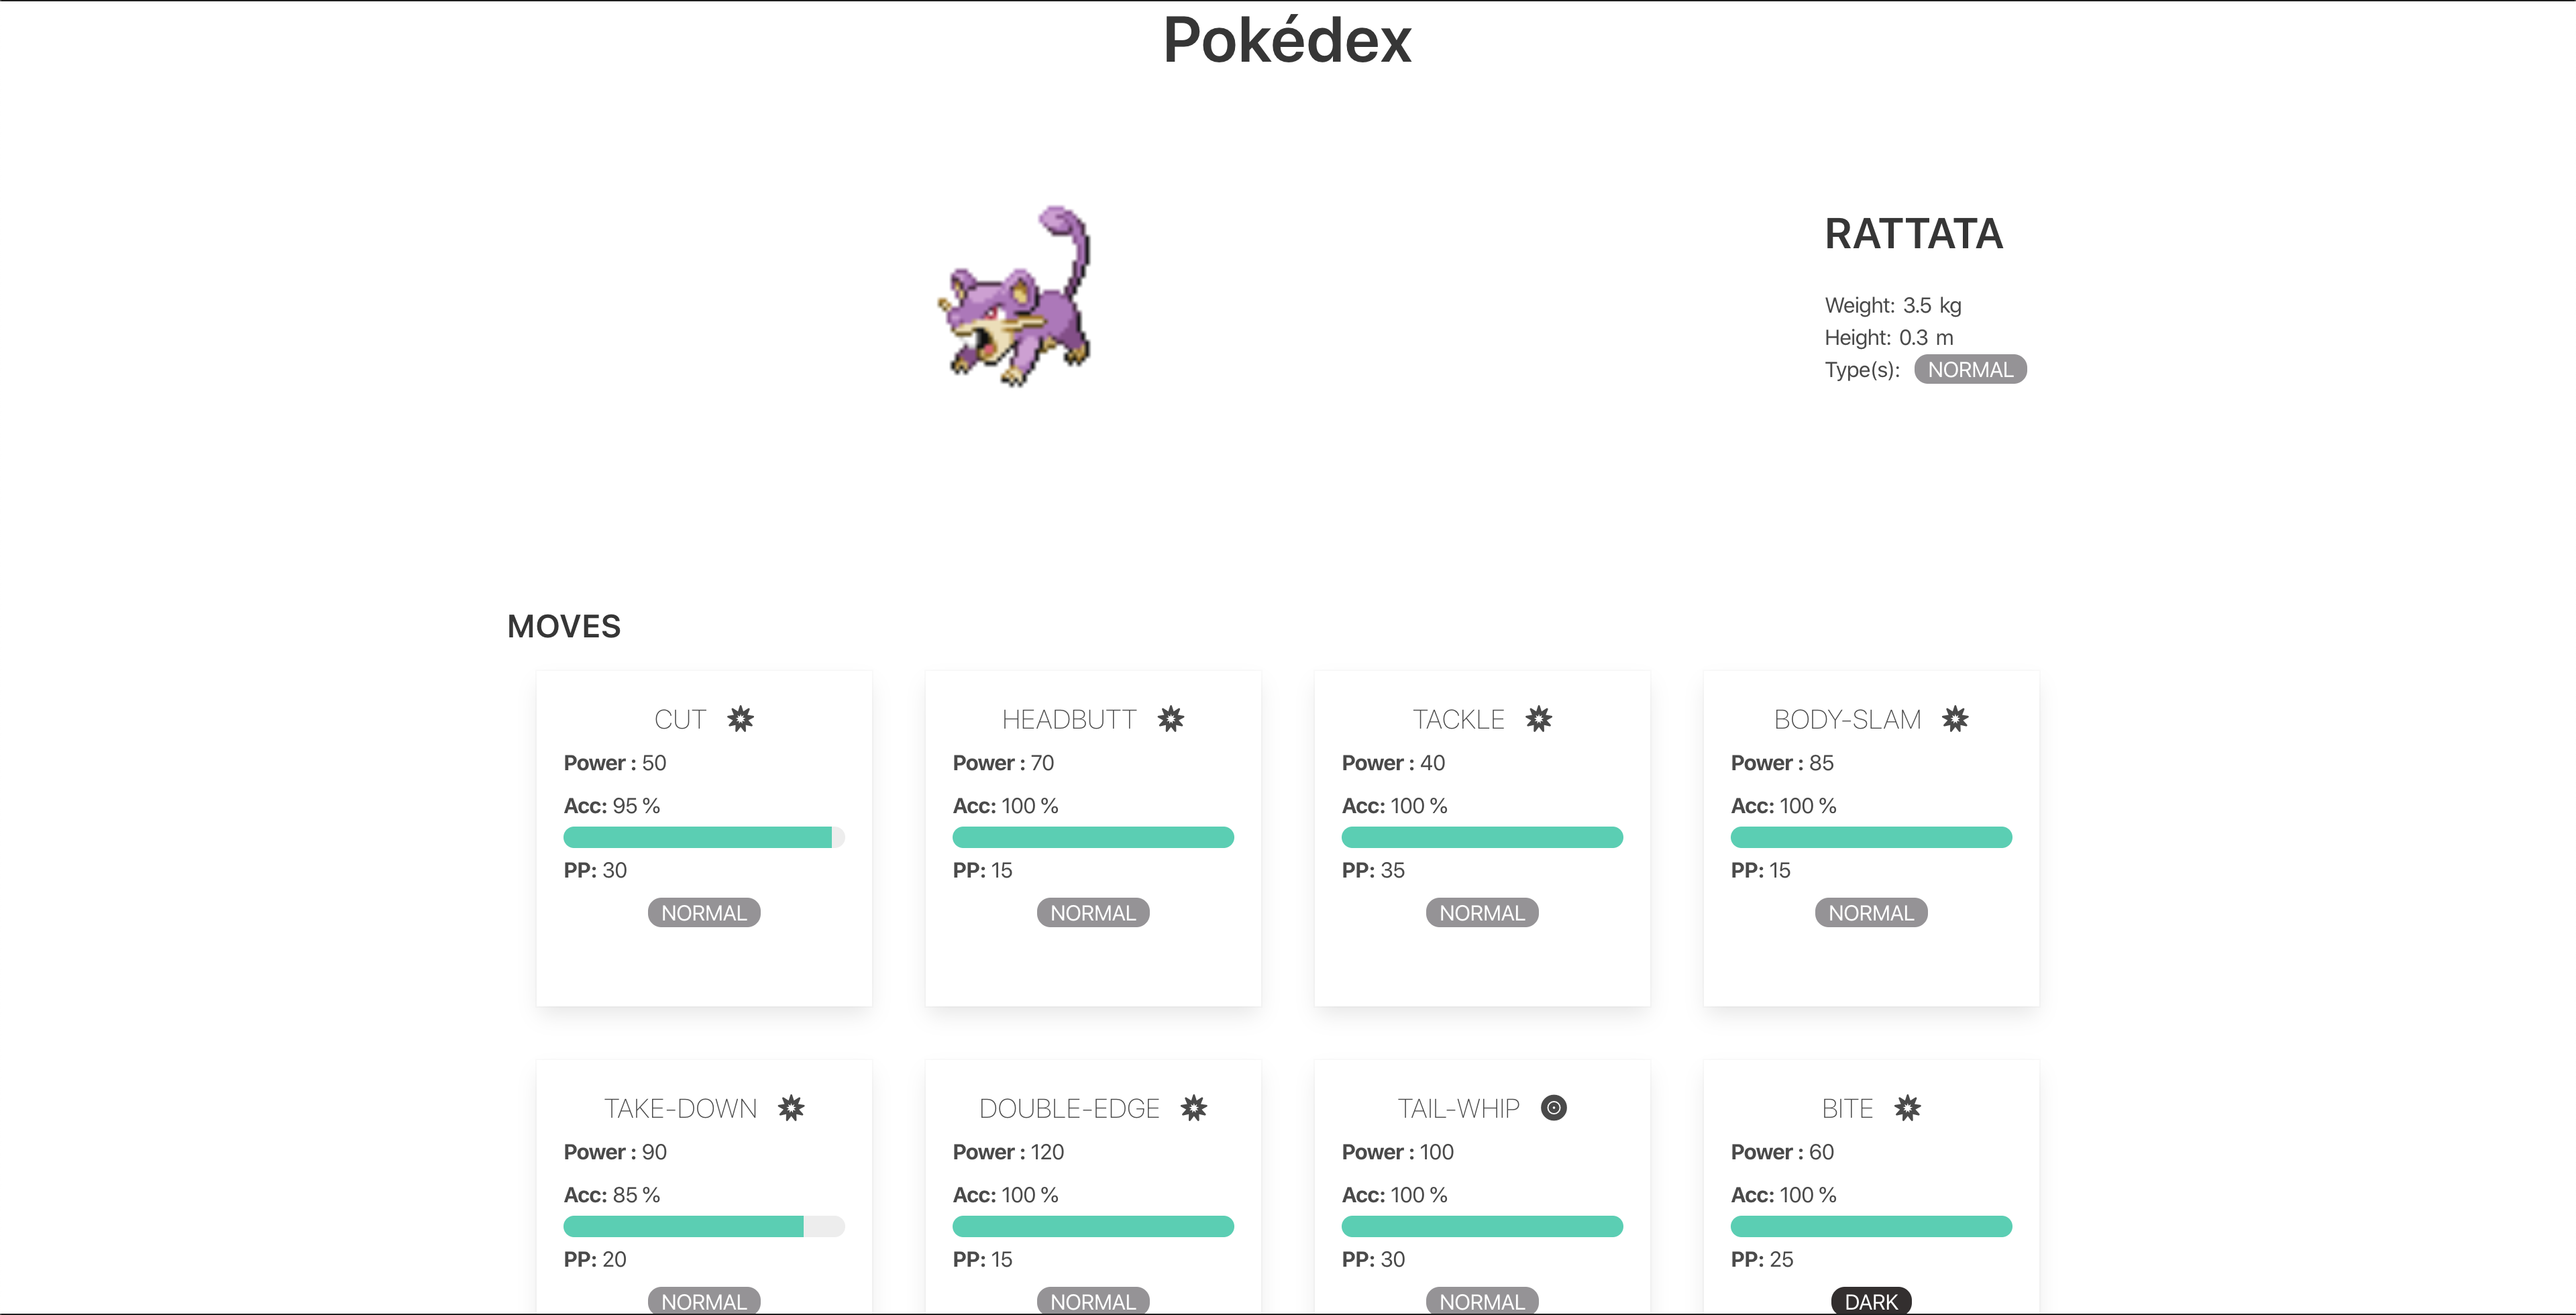 Pokédex
RATTATA
Weight: 3.5 kg
Height: 0.3 m
Type(s): NORMAL
MOVES
CUT
Power : 50
Acc: 95 %
PP: 30
NORMAL
HEADBUTT
Power : 70
Acc: 100 %
PP: 15
NORMAL
TACKLE
Power : 40
Acc: 100 %
PP: 35
NORMAL
BODY-SLAM
Power : 85
Acc: 100 %
PP: 15
NORMAL
TAKE-DOWN
Power : 90
Acc: 85 %
PP: 20
NORMAL
DOUBLE-EDGE
Power : 120
Acc: 100 %
PP: 15
NORMAL
TAIL-WHIP
Power : 100
Acc: 100 %
PP: 30
NORMAL
BITE
Power : 60
Acc: 100 %
PP: 25
DARK